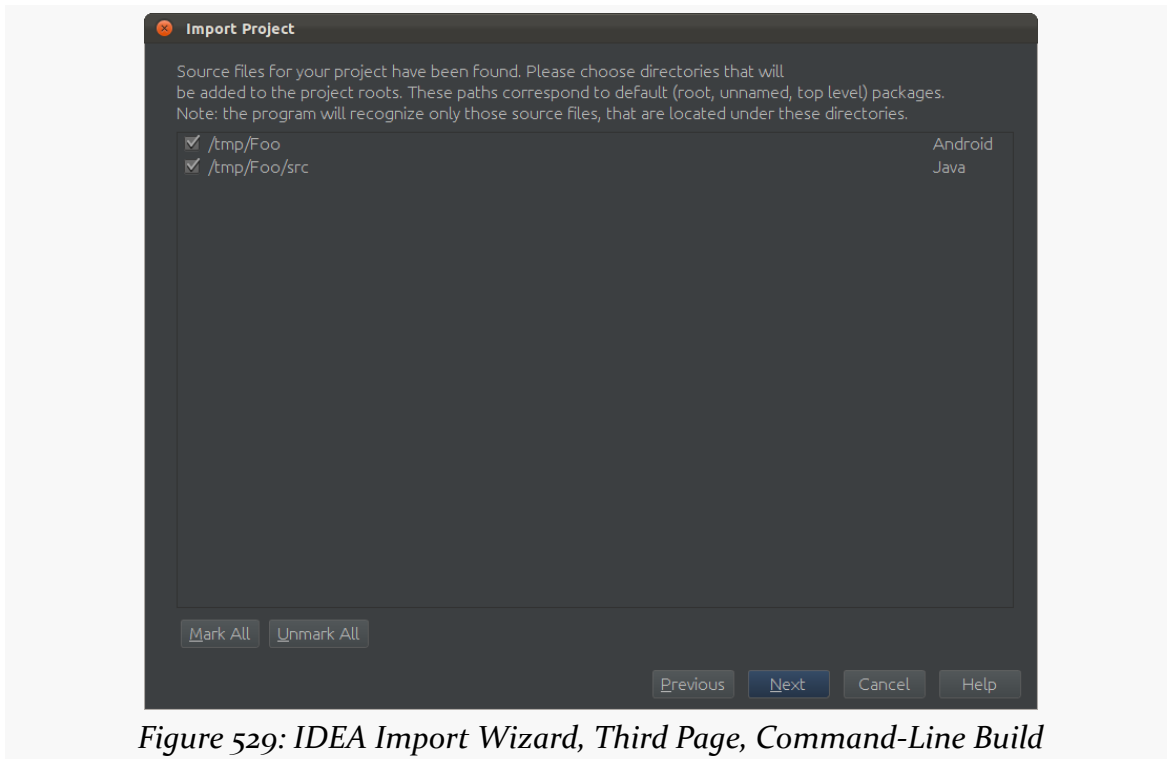 Import Project
Source files for your project have been found. Please choose directories that will
be added to the project roots. These paths correspond to default (root, unnamed, top level) packages.
Note: the program will recognize only those source files, that are located under these directories.
/tmp/Foo Android
/tmp/Foo/src Java
Mark All Unmark All
Previous Next Cancel Help
Figure 529: IDEA Import Wizard, Third Page, Command-Line Build